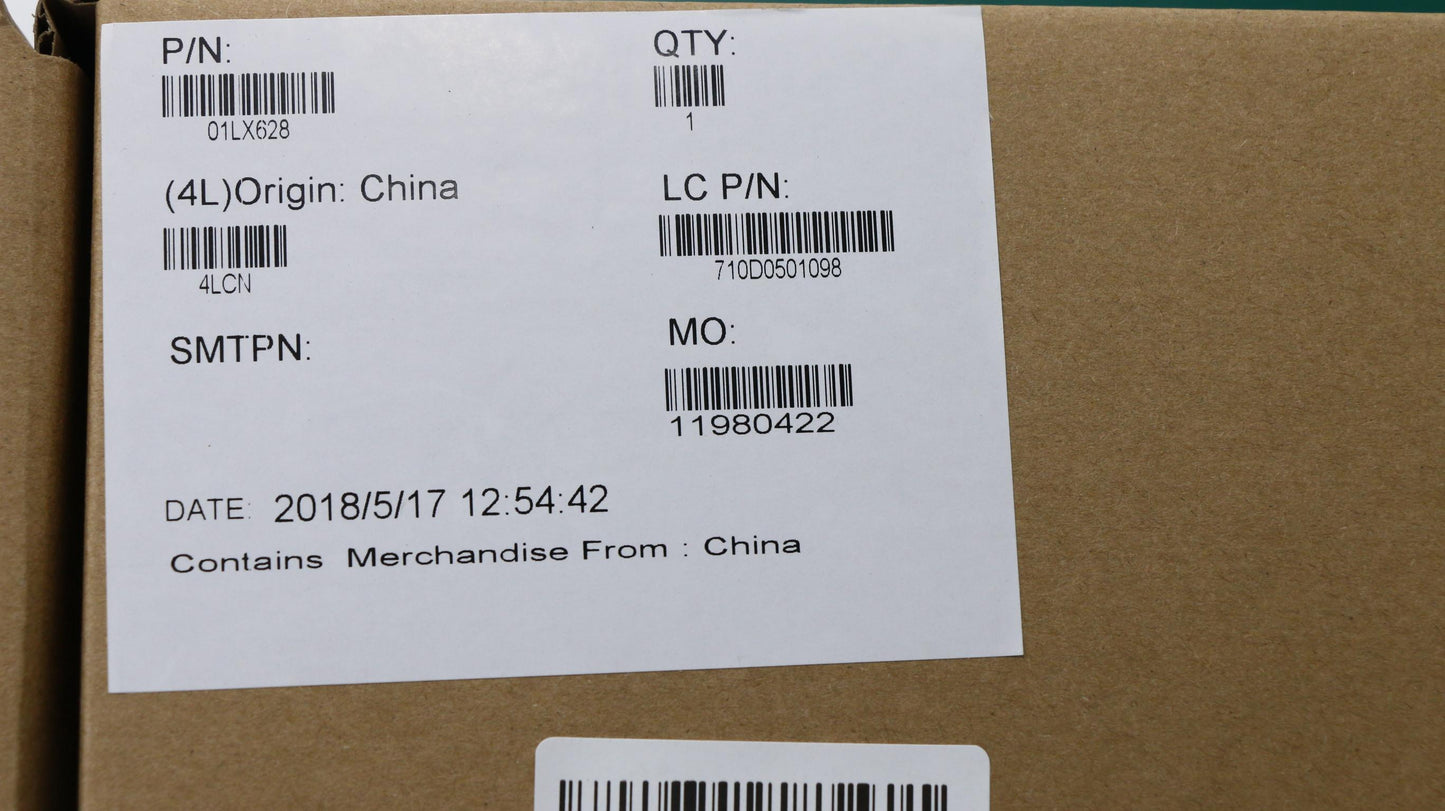 P/N:
01LX628
QTY:
1
(4L)Origin: China
4LCN
LC P/N:
710D0501098
SMTPN:
MO:
11980422
DATE: 2018/5/17 12:54:42
Contains Merchandise From : China